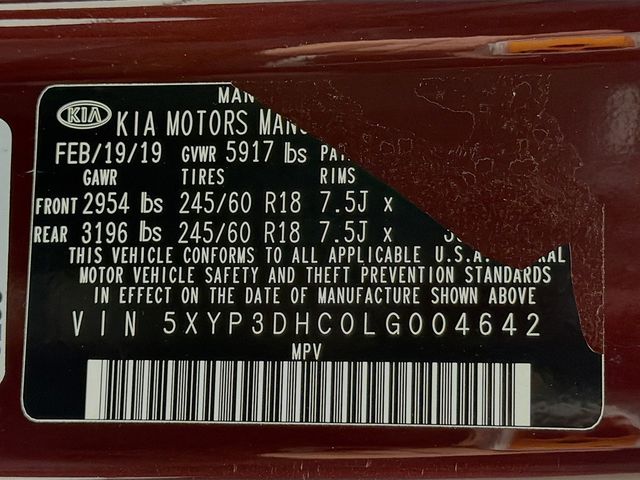 MAN
KIA KIA MOTORS MANU
FEB/19/19 GVWR 5917 lbs
GAWR TIRES RIMS
FRONT 2954 lbs 245/60 R18 7.5J x
REAR 3196 lbs 245/60 R18 7.5J x
THIS VEHICLE CONFORMS TO ALL APPLICABLE U.S.A.
MOTOR VEHICLE SAFETY AND THEFT PREVENTION STANDARDS
IN EFFECT ON THE DATE OF MANUFACTURE SHOWN ABOVE
VIN 5XYP3DHC0LG004642
MPV